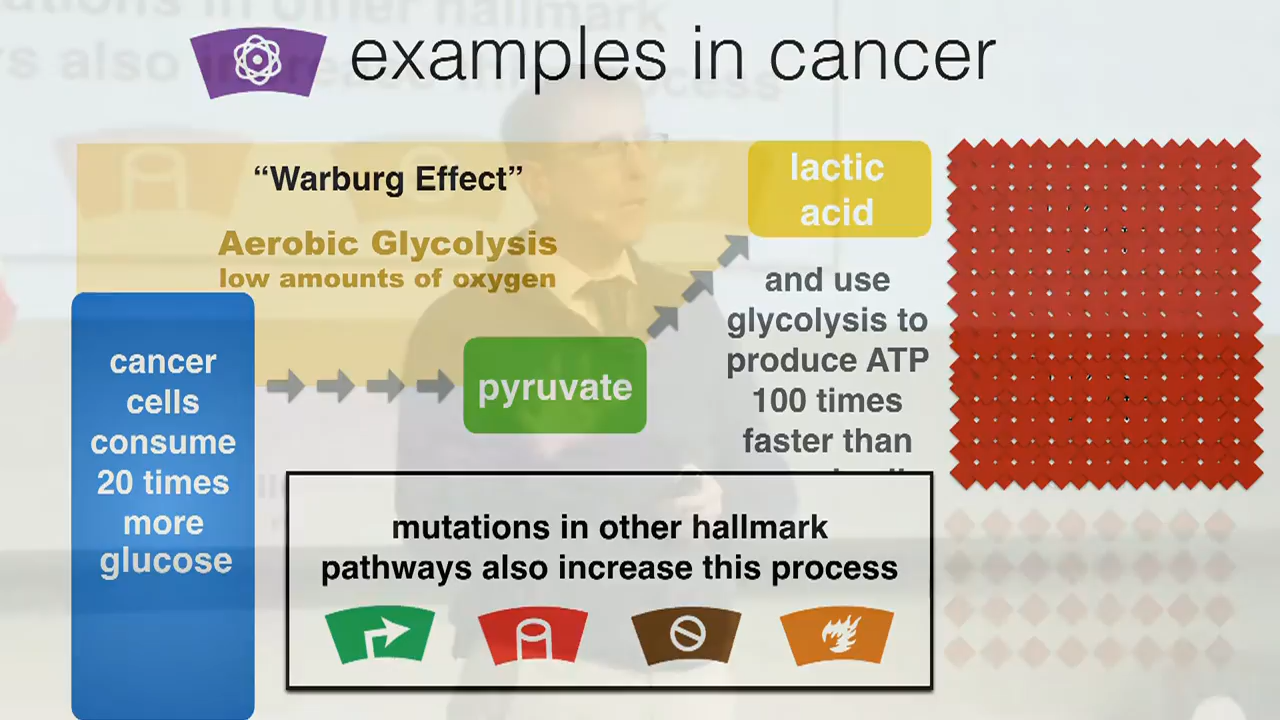 examples in cancer
“Warburg Effect”
Aerobic Glycolysis
low amounts of oxygen
lactic
acid
cancer
cells
consume
20 times
more
glucose
pyruvate
and use
glycolysis to
produce ATP
100 times
faster than
mutations in other hallmark
pathways also increase this process